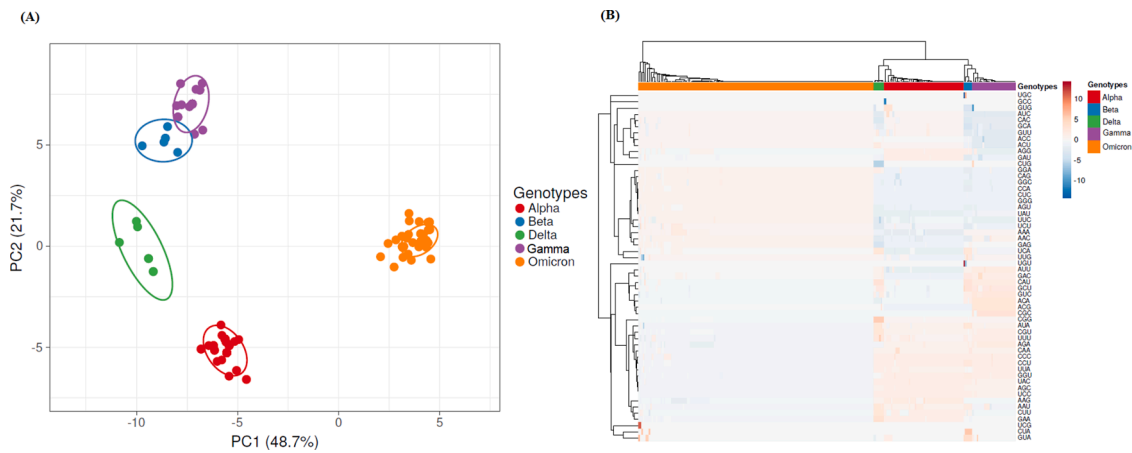 (A)
(B)
5
0
-5
PC2 (21.7%)
-10
-5
0
5
PC1 (48.7%)
Genotypes
Alpha
Beta
Delta
Gamma
Omicron
Genotypes
10
5
0
-5
-10
Genotypes
Alpha
Beta
Delta
Gamma
Omicron
UGC
GCC
GUG
AUC
CAC
GCA
GUU
ACC
ACU
AGG
GAU
CUG
GGA
CAG
GGC
CCA
CUC
GGG
AGU
UAU
UUC
UCU
AAA
AAC
GAG
UCA
UUG
UGU
AUU
GAC
CAU
GCU
GUC
ACA
ACG
CGC
CGG
AUA
CGU
UUU
AGA
CAA
CCC
CCU
UUA
GGU
UAC
AGC
UCC
AAG
AAU
CUU
GAA
UCG
CUA
GUA